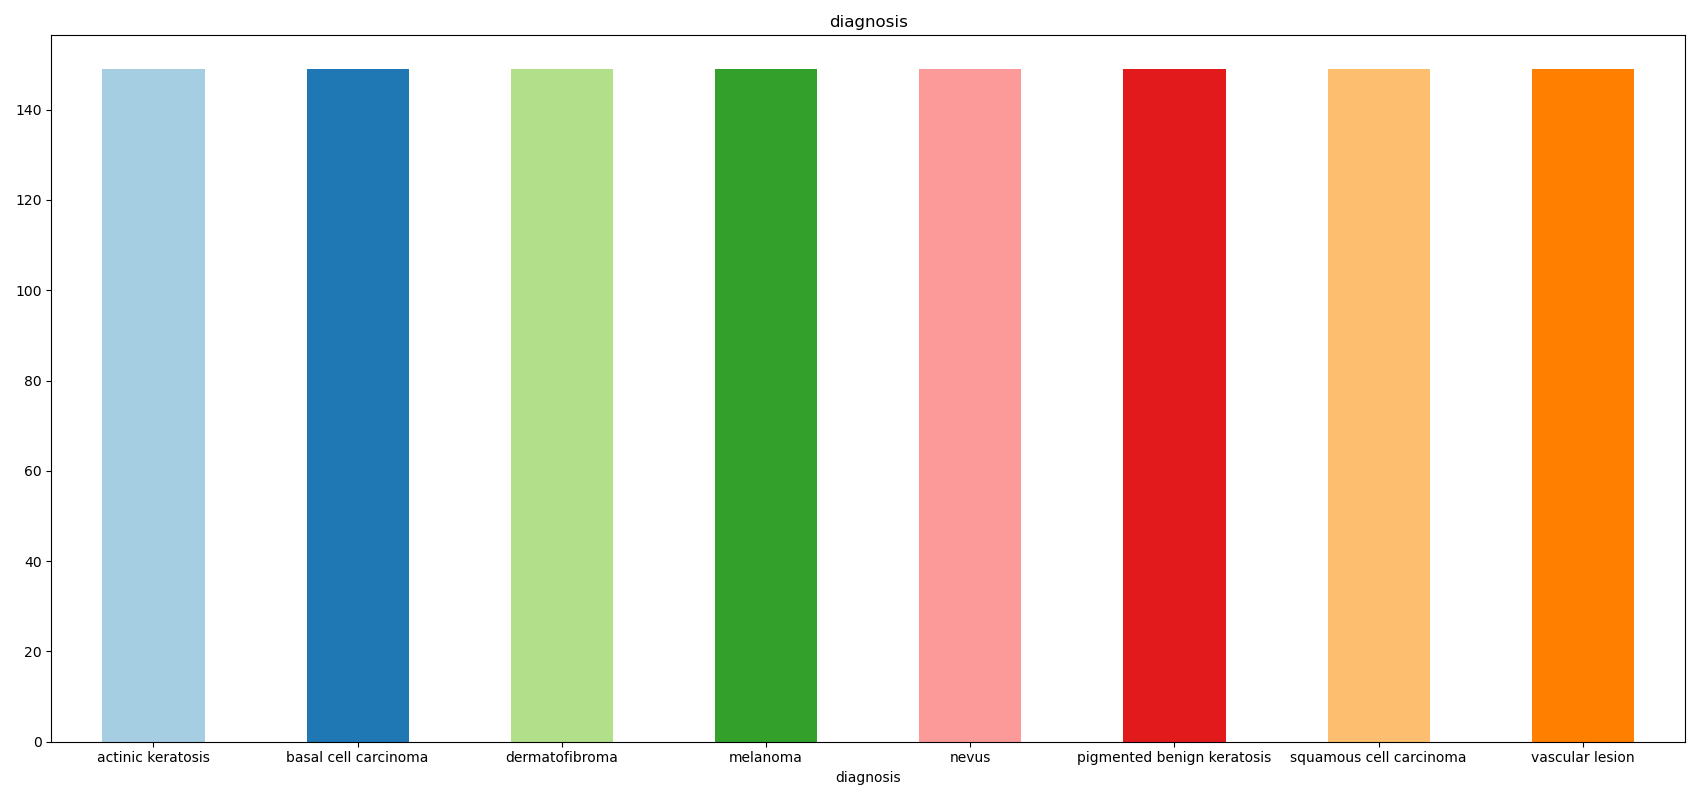 diagnosis
140
120
100
80
60
40
20
0
actinic keratosis basal cell carcinoma dermatofibroma melanoma nevus pigmented benign keratosis squamous cell carcinoma vascular lesion
diagnosis